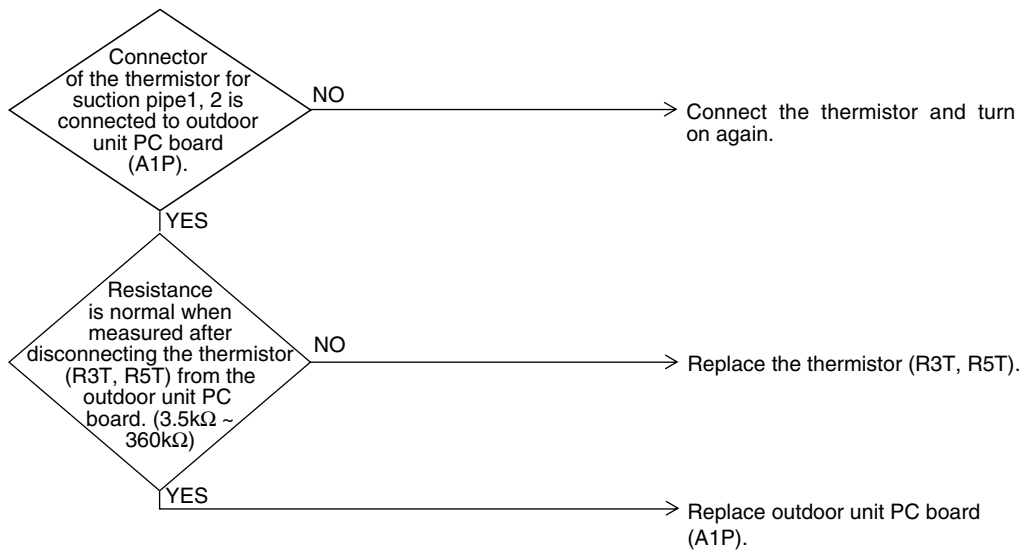 Connector
of the thermistor for
suction pipe1, 2 is
connected to outdoor
unit PC board
(A1P).
NO
Connect the thermistor and turn
on again.
YES
Resistance
is normal when
measured after
disconnecting the thermistor
(R3T, R5T) from the
outdoor unit PC
board. (3.5kΩ ~
360kΩ)
NO
Replace the thermistor (R3T, R5T).
YES
Replace outdoor unit PC board
(A1P).